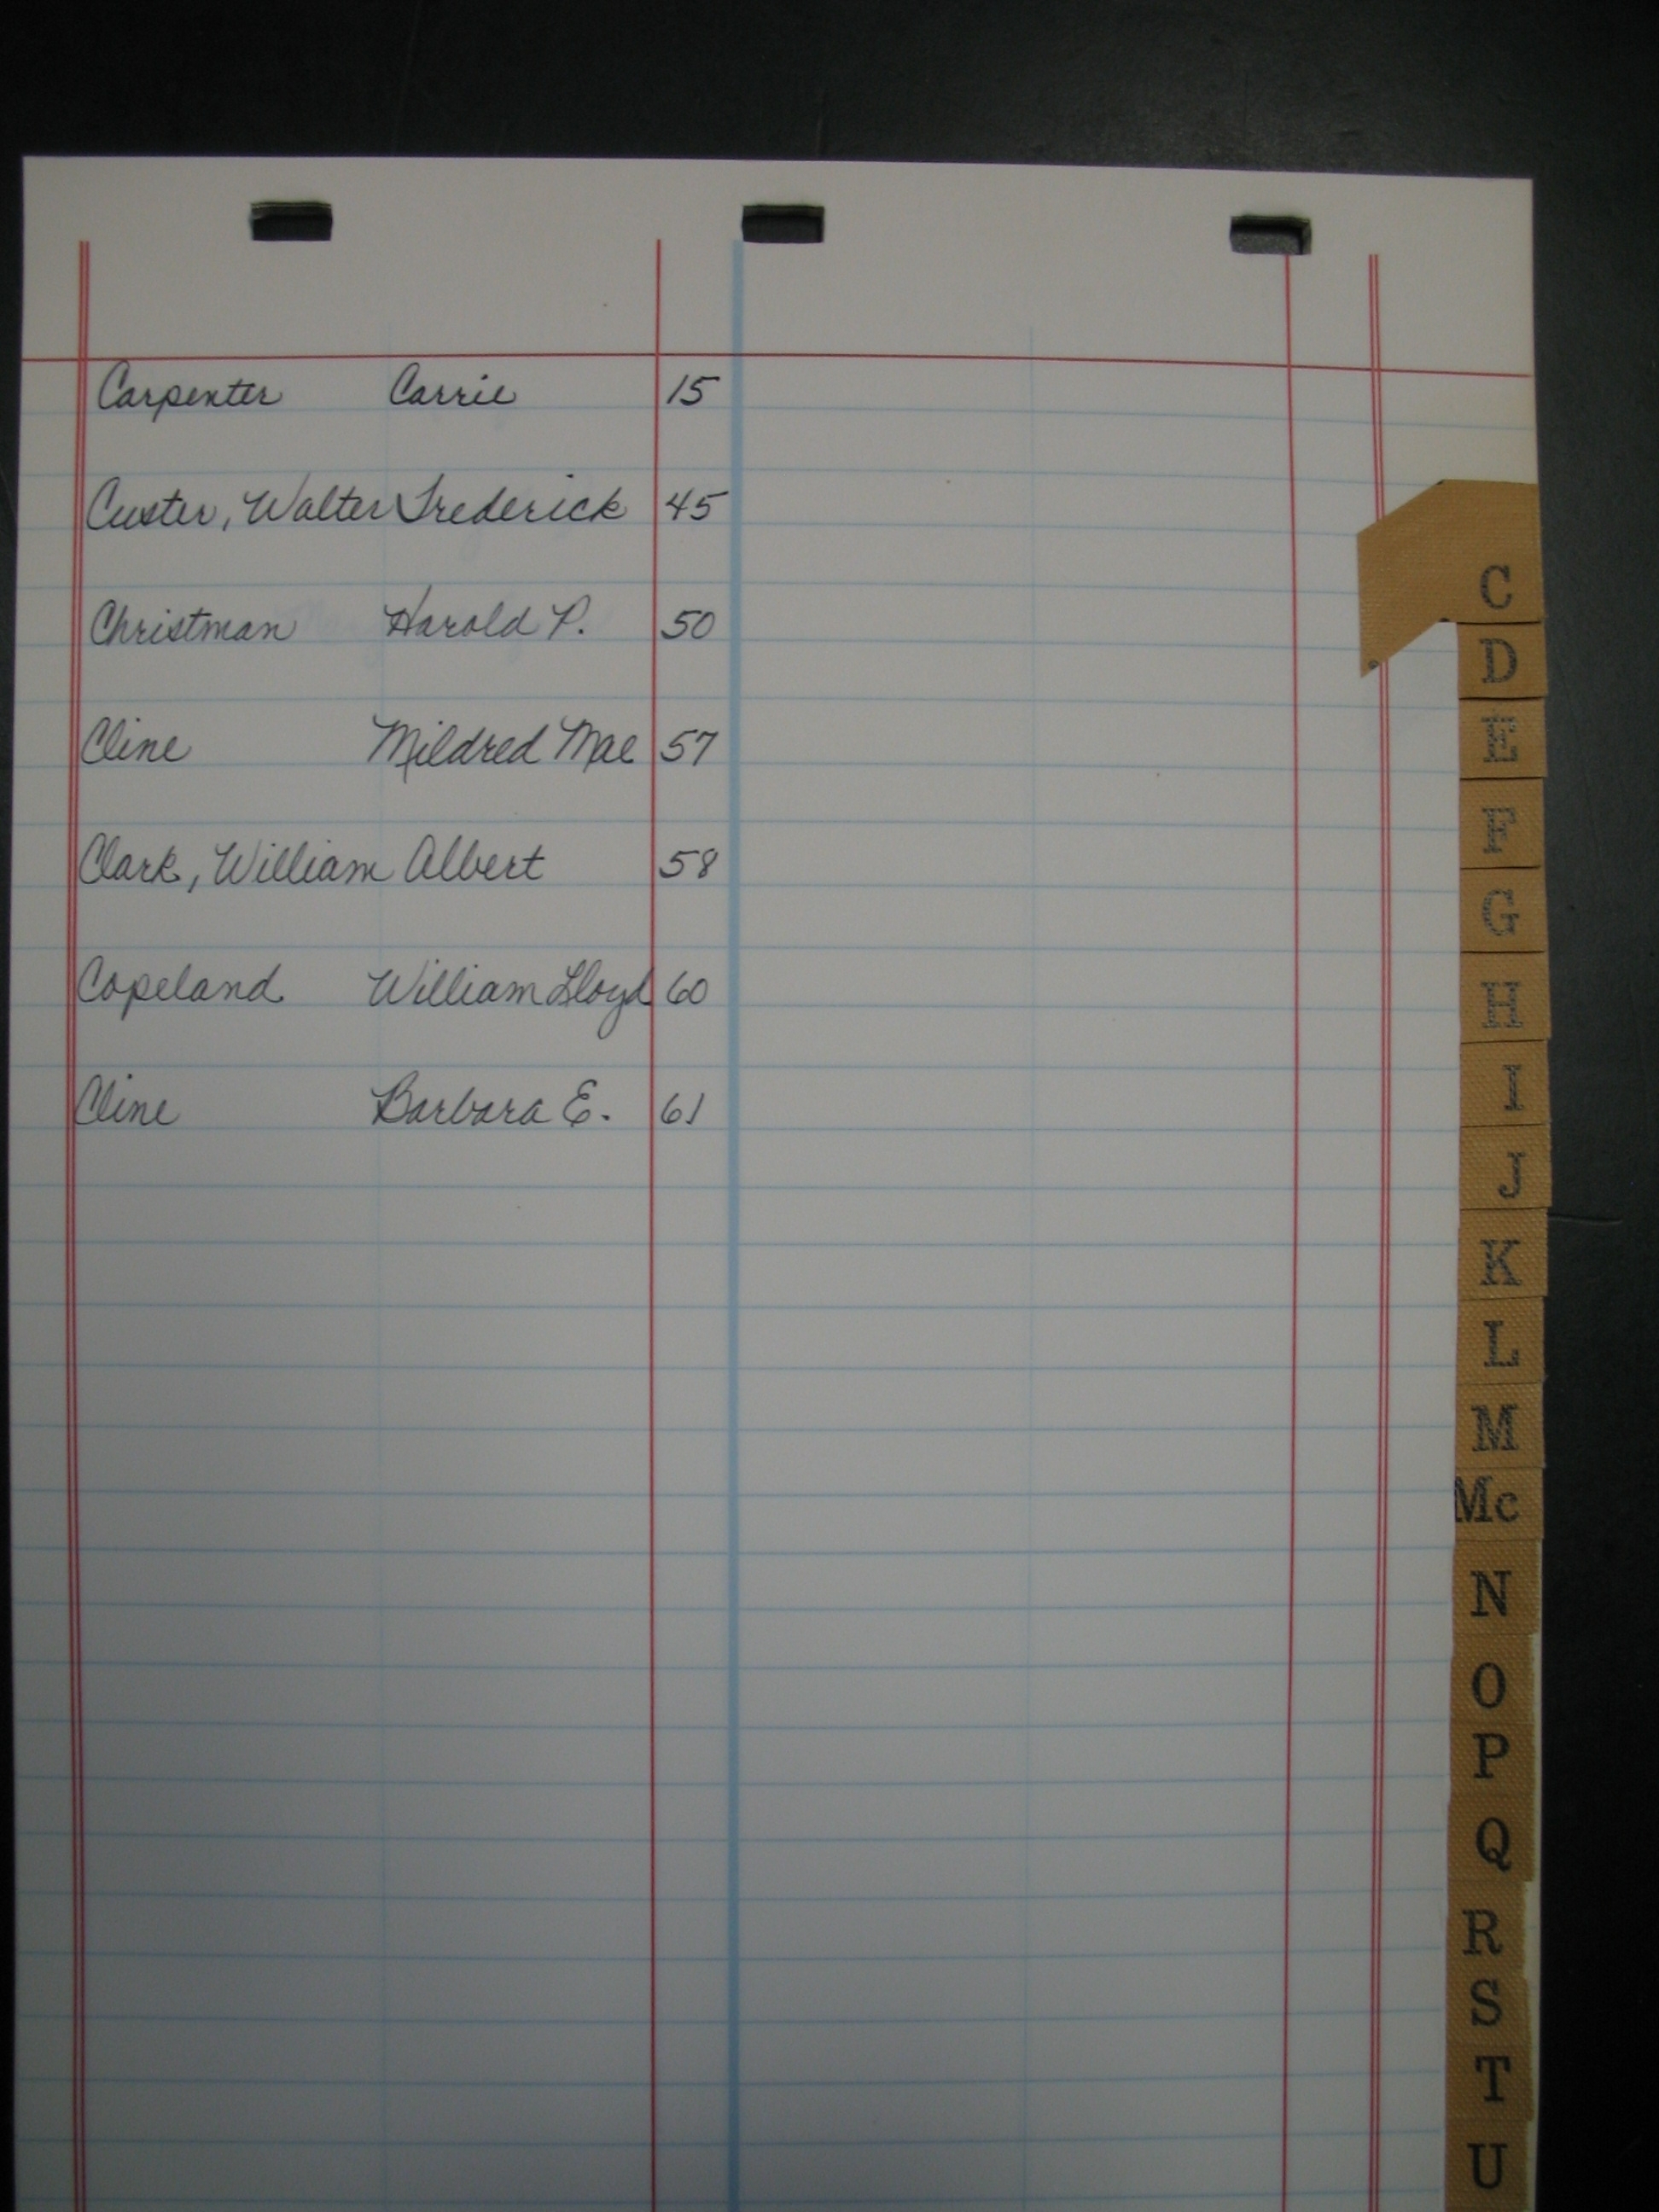 Carpenter Carrie 15
Custer, Walter Frederick 45
Christman Harold P. 50
Cline Mildred Mae 57
Clark, William Albert 58
Copeland William Lloyd 60
Cline Barbara E. 61
C
D
E
F
G
H
I
J
K
L
M
Mc
N
O
P
Q
R
S
T
U